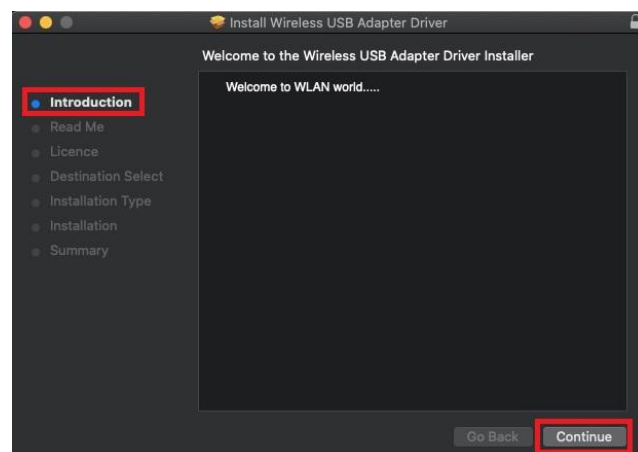 Install Wireless USB Adapter Driver
Welcome to the Wireless USB Adapter Driver Installer
Introduction
Read Me
Licence
Destination Select
Installation Type
Installation
Summary
Welcome to WLAN world.....
Go Back
Continue